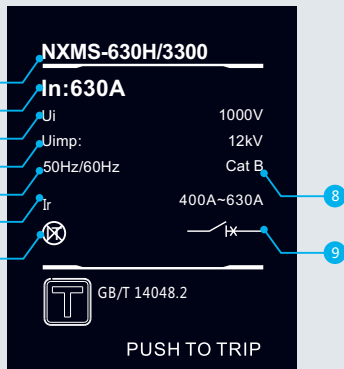 NXMS-630H/3300
In:630A
Ui 1000V
Uimp: 12kV
50Hz/60Hz Cat B
8
Ir 400A~630A
9
T GB/T 14048.2
PUSH TO TRIP